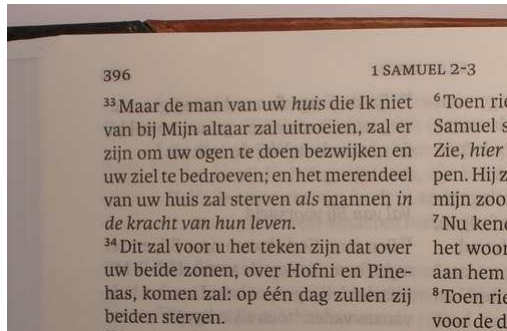 396
1 SAMUEL 2-3
³³ Maar de man van uw huis die Ik niet
van bij Mijn altaar zal uitroeien, zal er
zijn om uw ogen te doen bezwijken en
uw ziel te bedroeven; en het merendeel
van uw huis zal sterven als mannen in
de kracht van hun leven.
³⁴ Dit zal voor u het teken zijn dat over
uw beide zonen, over Hofni en Pine-
has, komen zal: op één dag zullen zij
beiden sterven.
⁶ Toen
Samuel
Zie, hier
pen. Hij
mijn
⁷ Nu
het
aan hem
⁸ Toen
voor de